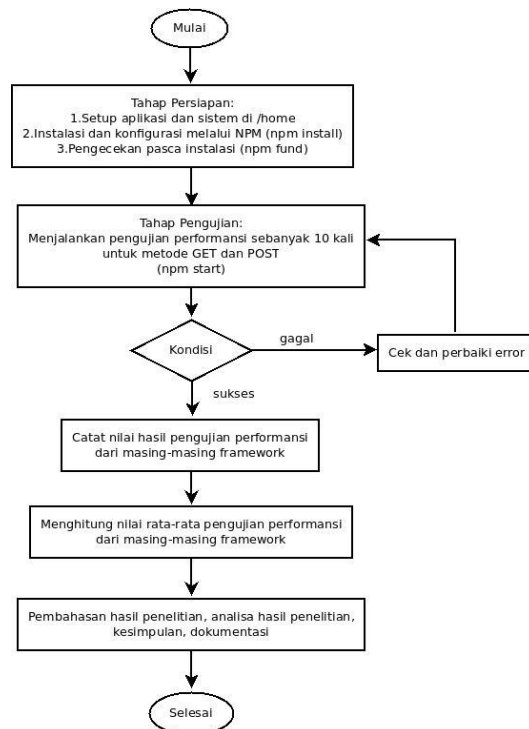 Mulai
Tahap Persiapan:
1.Setup aplikasi dan sistem di /home
2.Instalasi dan konfigurasi melalui NPM (npm install)
3.Pengecekan pasca instalasi (npm fund)
Tahap Pengujian:
Menjalankan pengujian performansi sebanyak 10 kali
untuk metode GET dan POST
(npm start)
Kondisi
gagal
Cek dan perbaiki error
sukses
Catat nilai hasil pengujian performansi
dari masing-masing framework
Menghitung nilai rata-rata pengujian performansi
dari masing-masing framework
Pembahasan hasil penelitian, analisa hasil penelitian,
kesimpulan, dokumentasi
Selesai